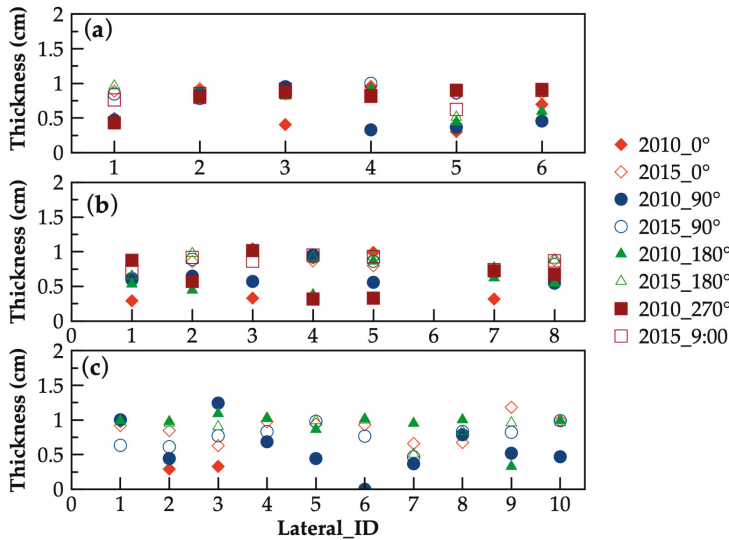 (a)
Thickness (cm)
2
1.5
1
0.5
0
1 2 3 4 5 6
(b)
Thickness (cm)
2
1.5
1
0.5
0
0 1 2 3 4 5 6 7 8
(c)
Thickness (cm)
2
1.5
1
0.5
0
0 1 2 3 4 5 6 7 8 9 10
Lateral_ID
2010_0°
2015_0°
2010_90°
2015_90°
2010_180°
2015_180°
2010_270°
2015_9:00